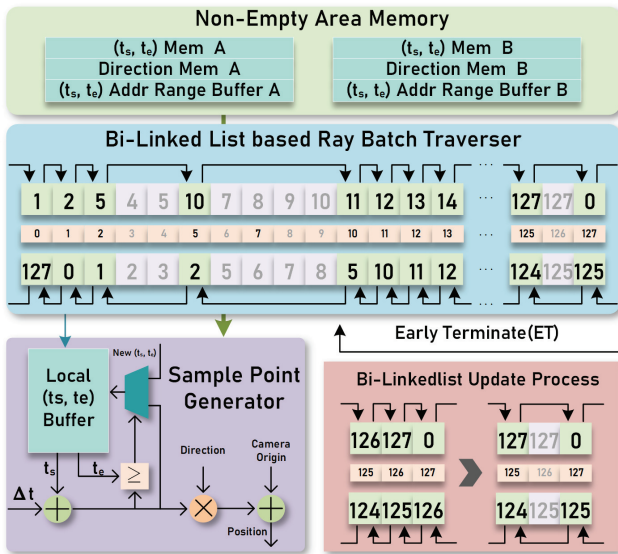 Non-Empty Area Memory
(ts, te) Mem A
Direction Mem A
(ts, te) Addr Range Buffer A
(ts, te) Mem B
Direction Mem B
(ts, te) Addr Range Buffer B
Bi-Linked List based Ray Batch Traverser
1 2 5 4 5 10 7 8 9 10 11 12 13 14 ... 127 127 0
0 1 2 3 4 5 6 7 8 9 10 11 12 13 125 126 127
127 0 1 2 3 2 5 6 7 8 5 10 11 12 ... 124 125 125
Early Terminate(ET)
Local
(ts, te)
Buffer
New (ts, te)
Sample Point
Generator
ts
te
≥
Δt
+
Direction
×
Camera
Origin
+
Position
Bi-Linkedlist Update Process
126 127 0
125 126 127
124 125 126
127 127 0
125 126 127
124 125 125